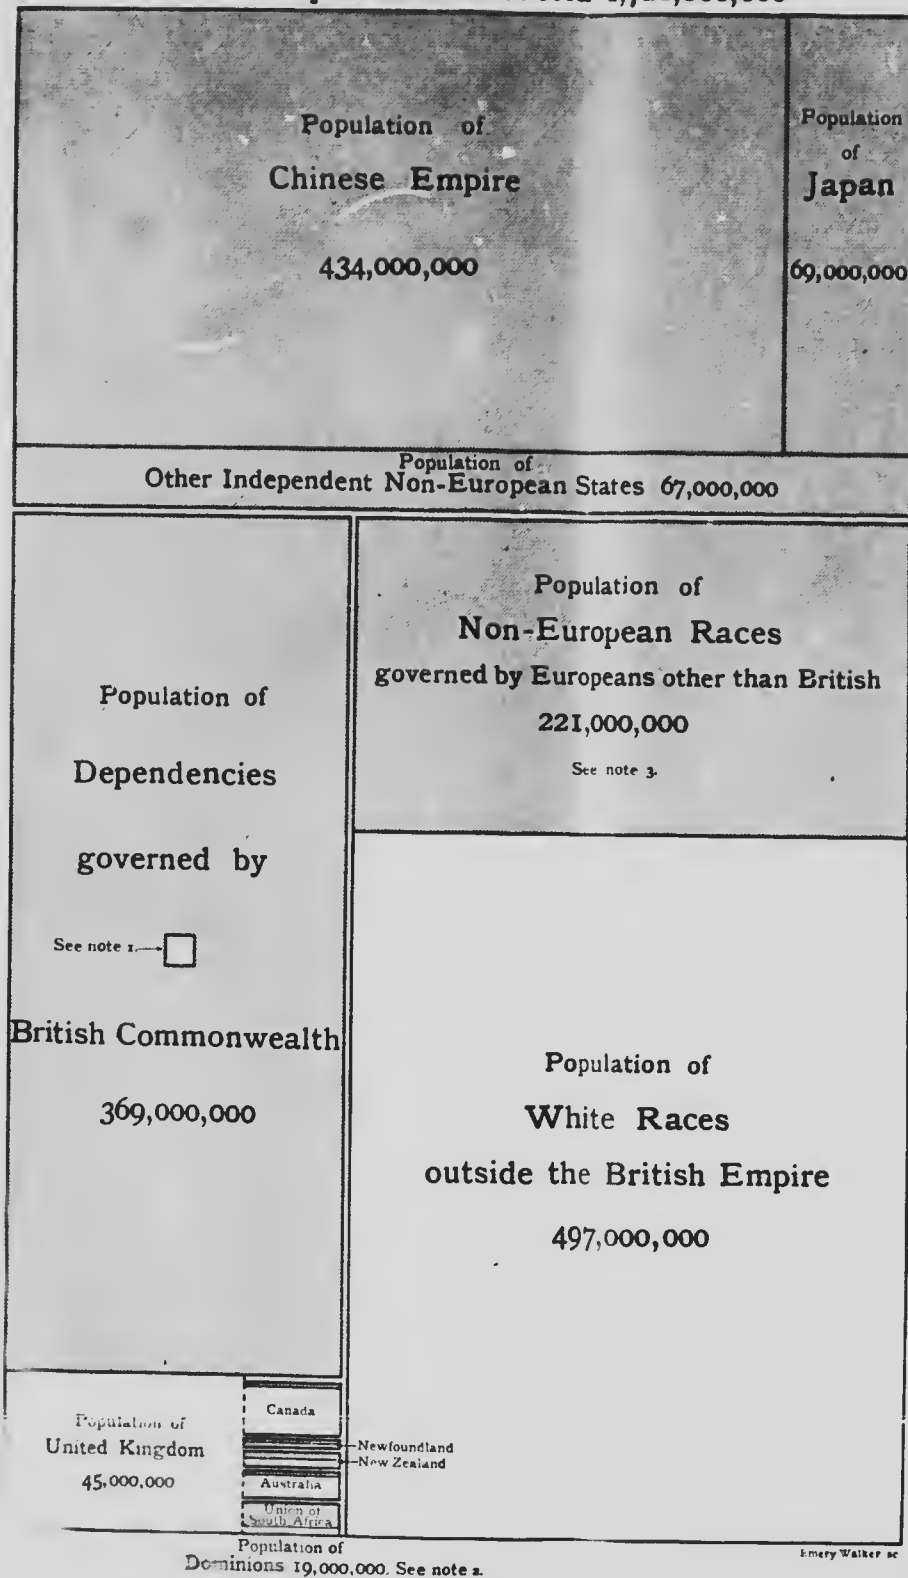 Population of
Chinese Empire
434,000,000
Population
of
Japan
69,000,000
Population of
Other Independent Non-European States 67,000,000
Population of
Dependencies
governed by
See note 1.
British Commonwealth
369,000,000
Population of
Non-European Races
governed by Europeans other than British
221,000,000
See note 3.
Population of
White Races
outside the British Empire
497,000,000
Population of
United Kingdom
45,000,000
Canada
Newfoundland
New Zealand
Australia
Union of
South Africa
Population of
Dominions 19,000,000. See note 2.
Emery Walker sc